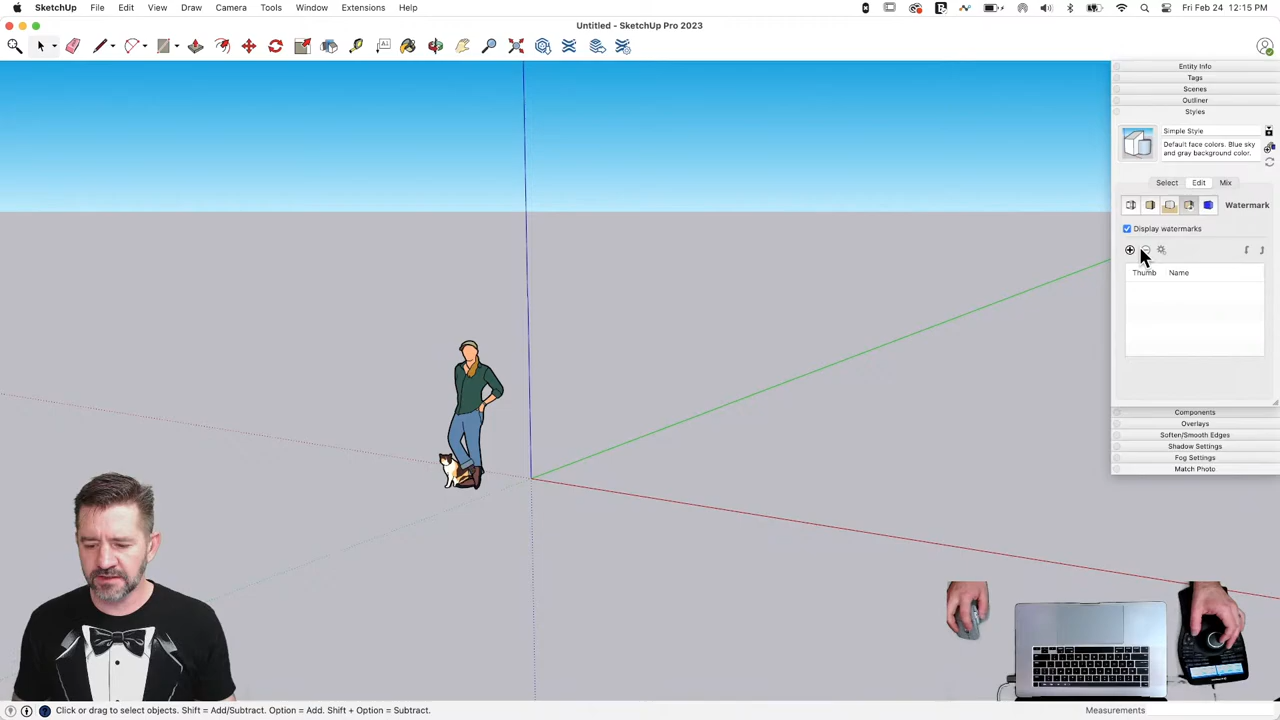 SketchUp File Edit View Draw Camera Tools Window Extensions Help
Fri Feb 24 12:15 PM
Untitled - SketchUp Pro 2023
Entity Info
Tags
Scenes
Outliner
Styles
Simple Style
Default face colors. Blue sky
and gray background color.
Select Edit Mix
Watermark
Display watermarks
Thumb Name
Components
Overlays
Soften/Smooth Edges
Shadow Settings
Fog Settings
Match Photo
Click or drag to select objects. Shift = Add/Subtract. Option = Add. Shift + Option = Subtract.
Measurements